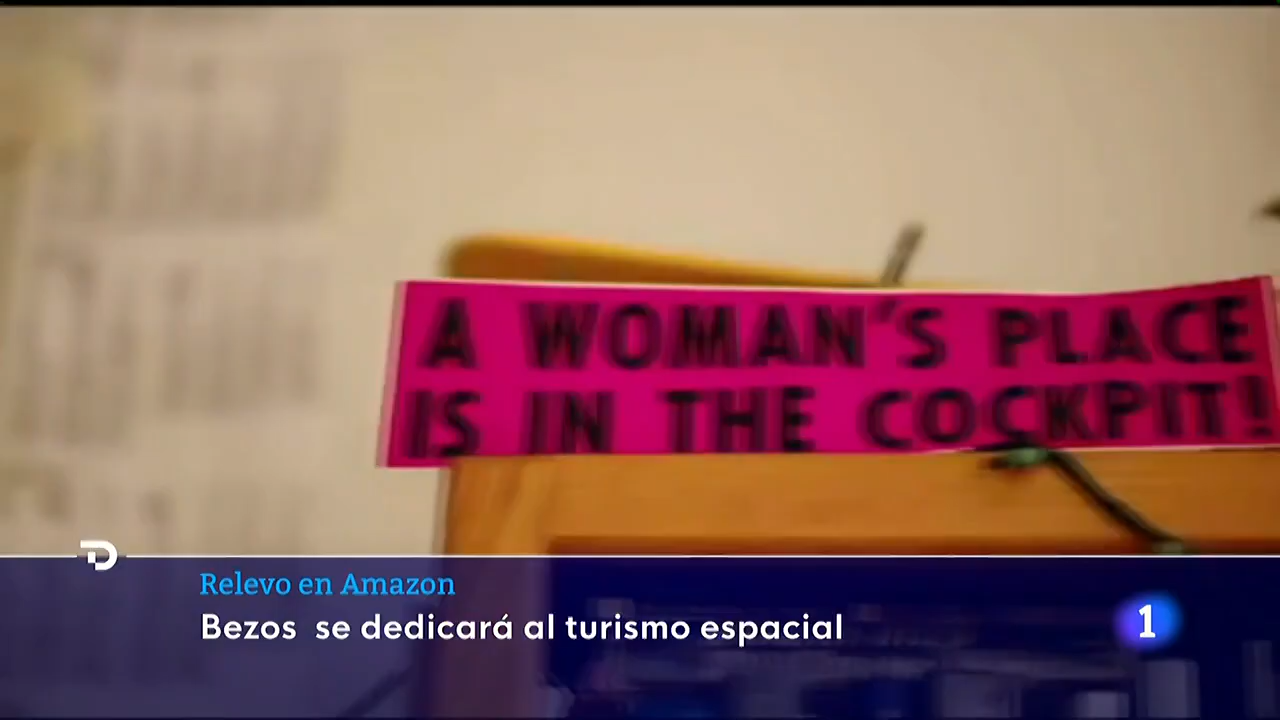 A WOMAN'S PLACE
IS IN THE COCKPIT!
Relevo en Amazon
Bezos se dedicará al turismo espacial
1